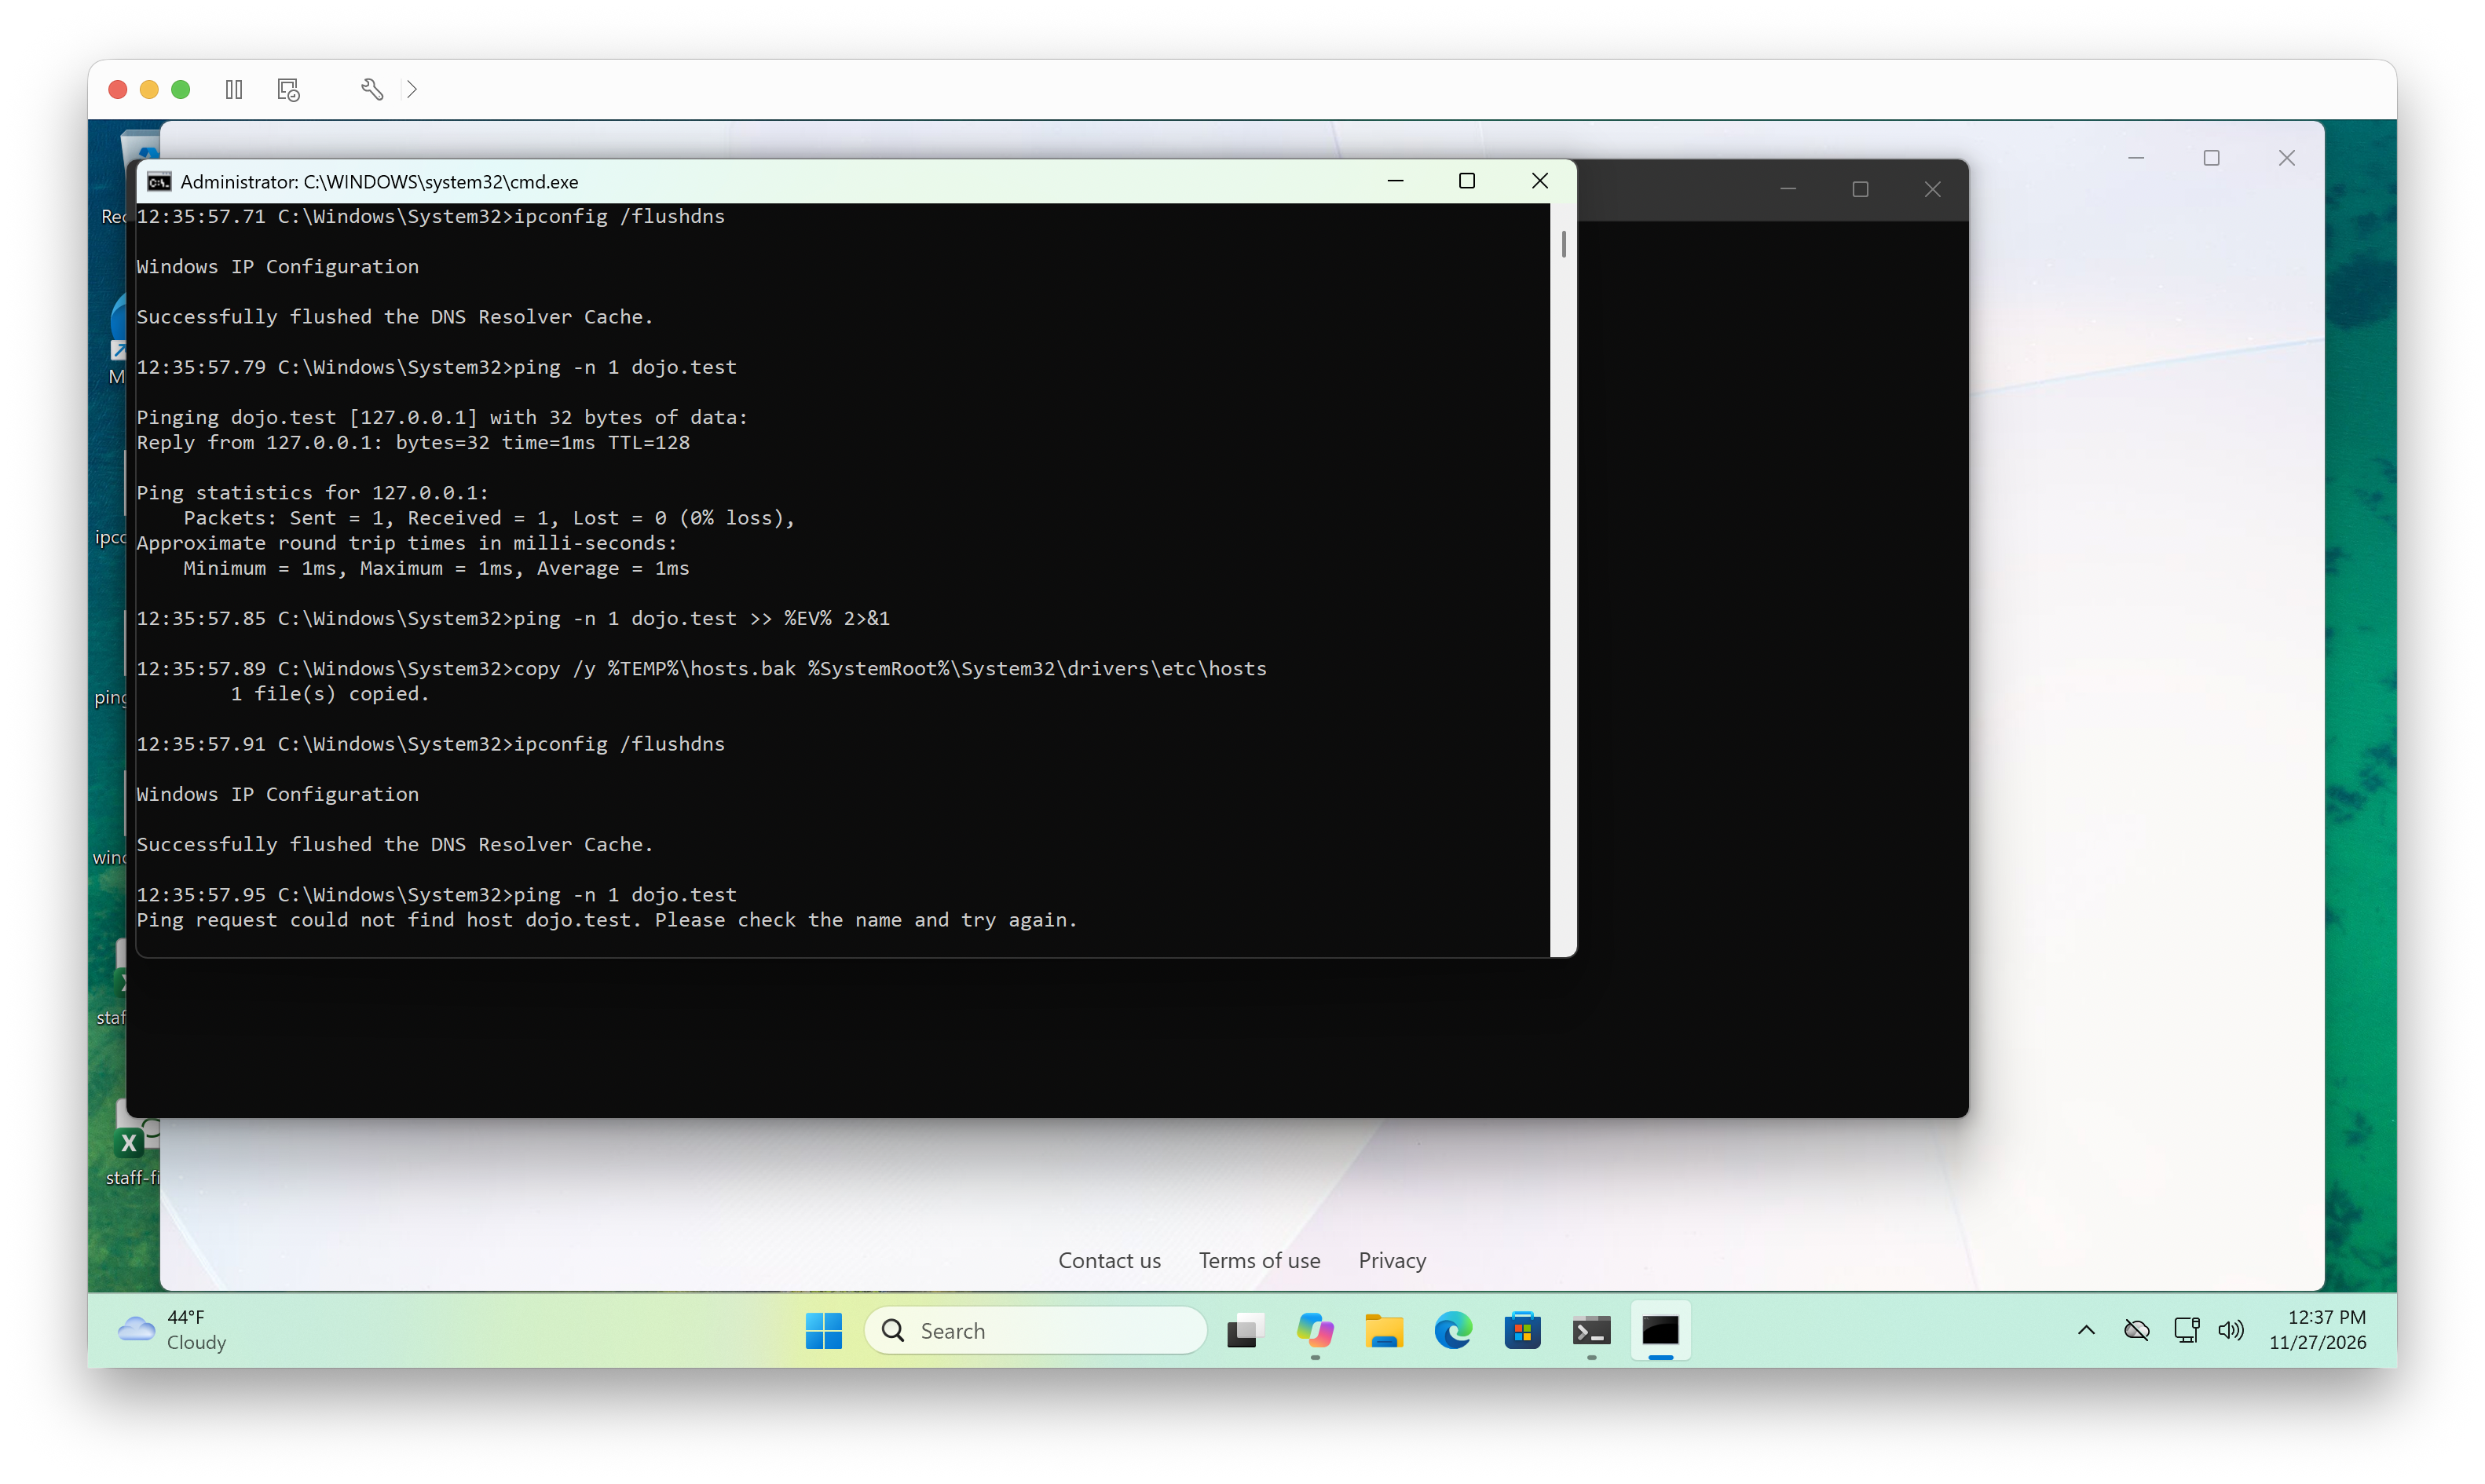 Administrator: C:\WINDOWS\system32\cmd.exe
12:35:57.71 C:\Windows\System32>ipconfig /flushdns
Windows IP Configuration
Successfully flushed the DNS Resolver Cache.
12:35:57.79 C:\Windows\System32>ping -n 1 dojo.test
Pinging dojo.test [127.0.0.1] with 32 bytes of data:
Reply from 127.0.0.1: bytes=32 time=1ms TTL=128
Ping statistics for 127.0.0.1:
    Packets: Sent = 1, Received = 1, Lost = 0 (0% loss),
Approximate round trip times in milli-seconds:
    Minimum = 1ms, Maximum = 1ms, Average = 1ms
12:35:57.85 C:\Windows\System32>ping -n 1 dojo.test >> %EV% 2>&1
12:35:57.89 C:\Windows\System32>copy /y %TEMP%\hosts.bak %SystemRoot%\System32\drivers\etc\hosts
        1 file(s) copied.
12:35:57.91 C:\Windows\System32>ipconfig /flushdns
Windows IP Configuration
Successfully flushed the DNS Resolver Cache.
12:35:57.95 C:\Windows\System32>ping -n 1 dojo.test
Ping request could not find host dojo.test. Please check the name and try again.
Rec
M
ipco
ping
wind
staf
staff-fi
Contact us Terms of use Privacy
44°F
Cloudy
Search
12:37 PM
11/27/2026